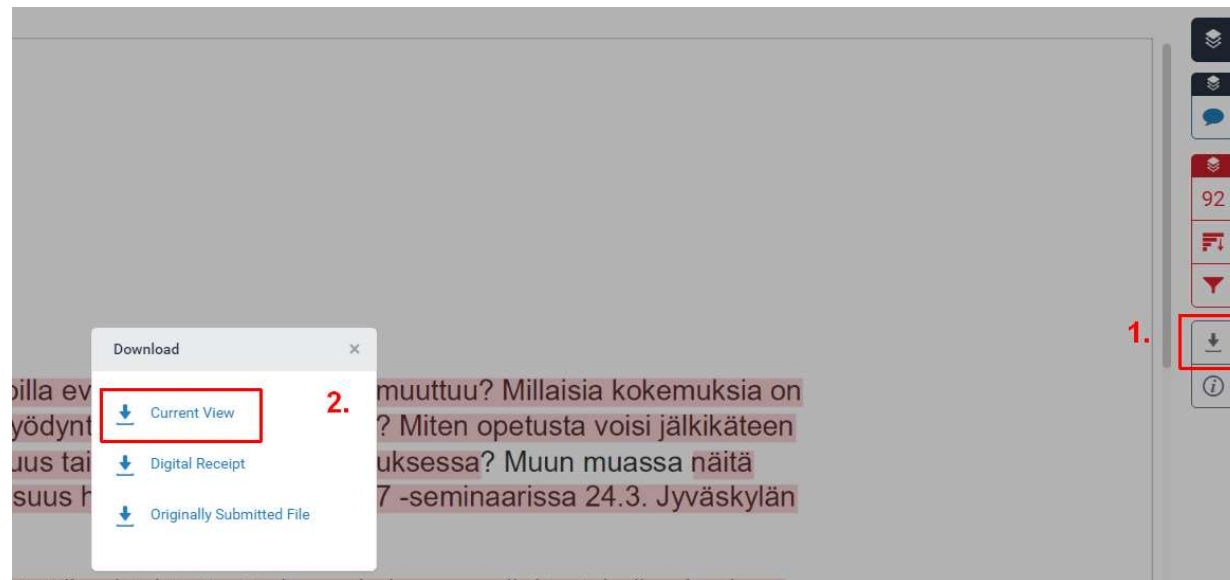 92
1.
Download
Current View
2.
Digital Receipt
Originally Submitted File
muuttuu? Millaisia kokemuksia on
? Miten opetusta voisi jälkikäteen
? Muun muassa näitä
7 -seminaarissa 24.3. Jyväskylän